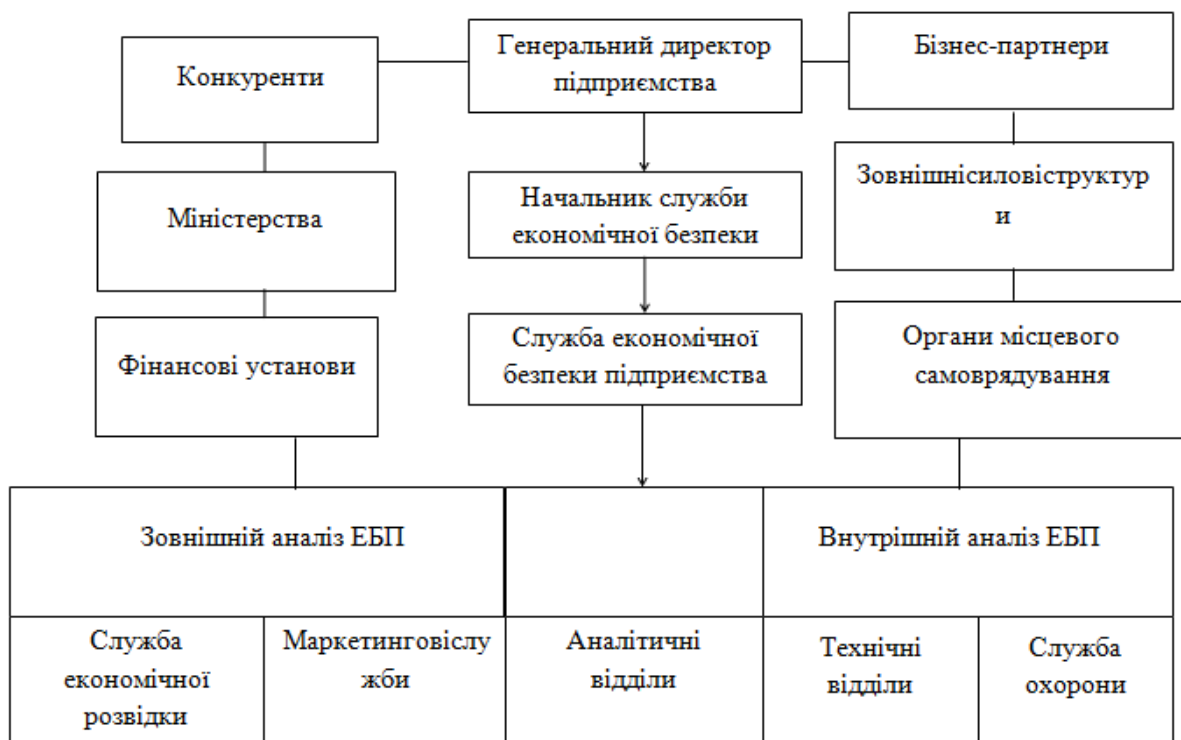 Конкуренти
Генеральний директор
підприємства
Бізнес-партнери
Міністерства
Начальник служби
економічної безпеки
Зовнішнісиловіструктур
и
Фінансові установи
Служба економічної
безпеки підприємства
Органи місцевого
самоврядування
Зовнішній аналіз ЕБП
Внутрішній аналіз ЕБП
Служба
економічної
розвідки
Маркетинговіслу
жби
Аналітичні
відділи
Технічні
відділи
Служба
охорони